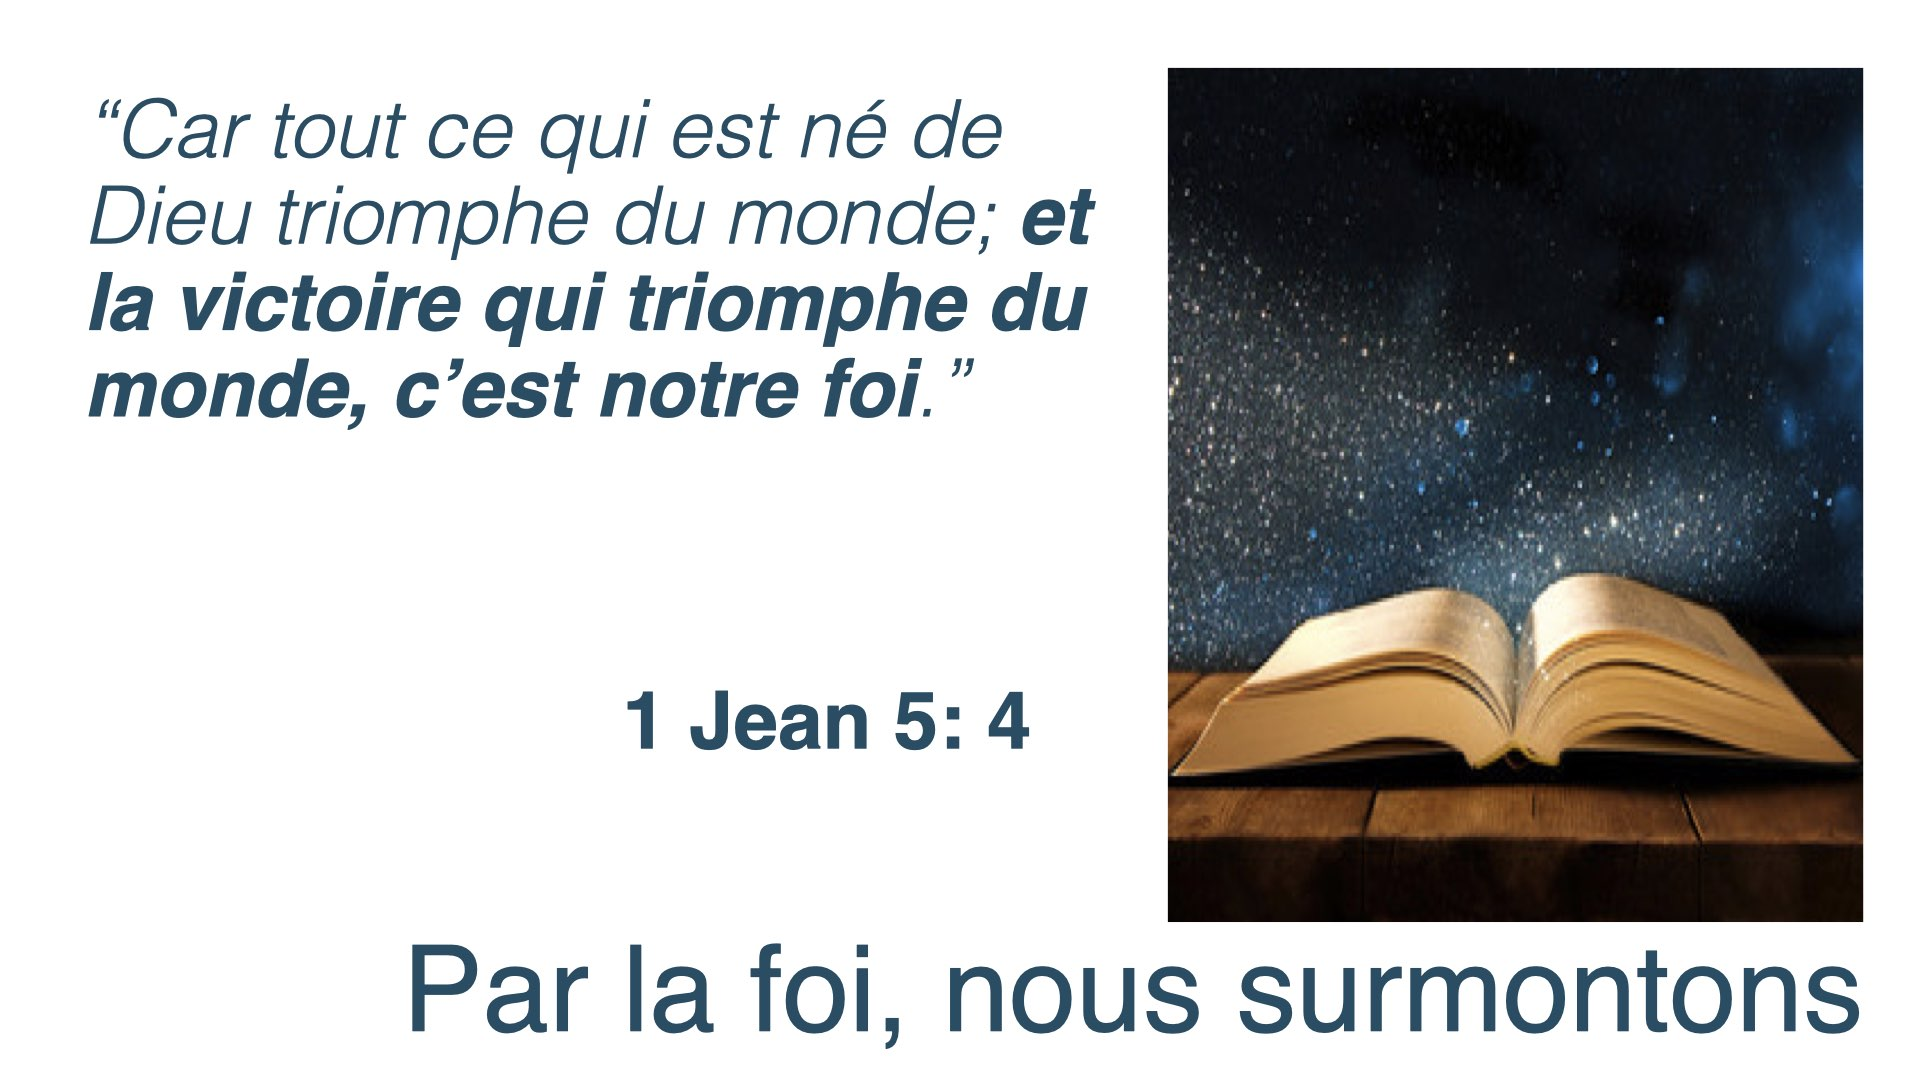 “Car tout ce qui est né de
Dieu triomphe du monde; et
la victoire qui triomphe du
monde, c’est notre foi.”
1 Jean 5: 4
Par la foi, nous surmontons